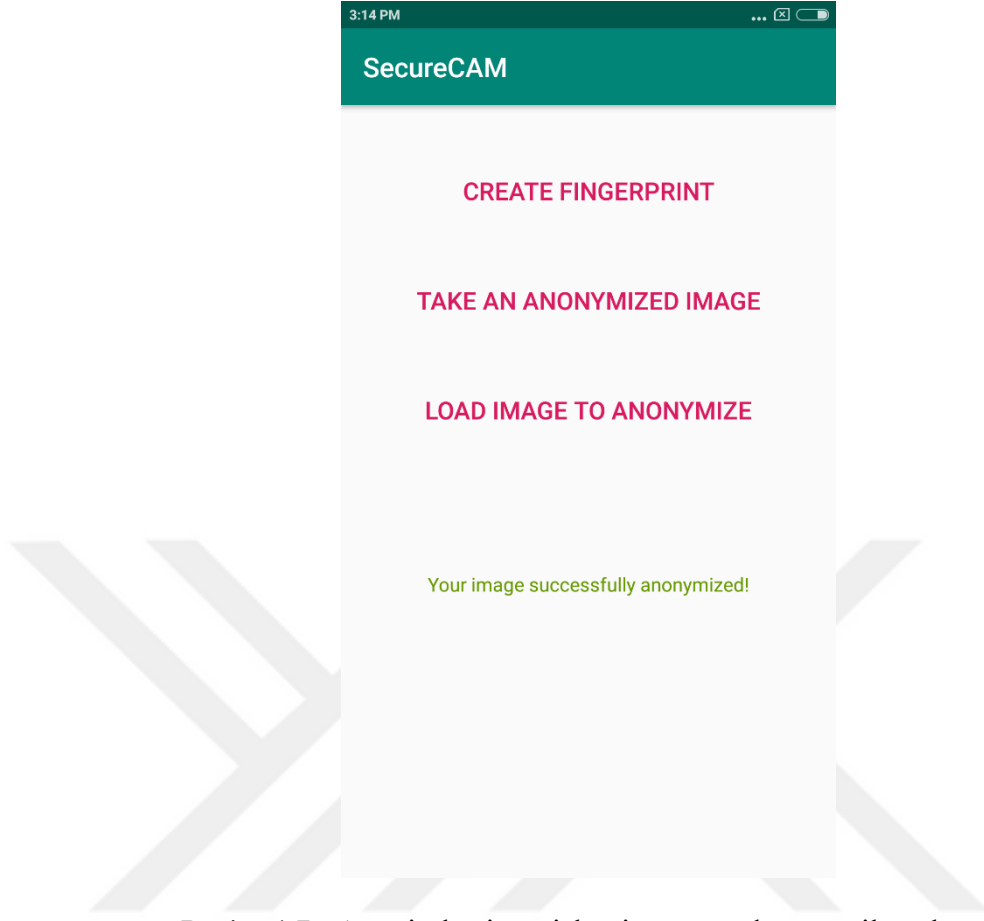 3:14 PM
SecureCAM
CREATE FINGERPRINT
TAKE AN ANONYMIZED IMAGE
LOAD IMAGE TO ANONYMIZE
Your image successfully anonymized!